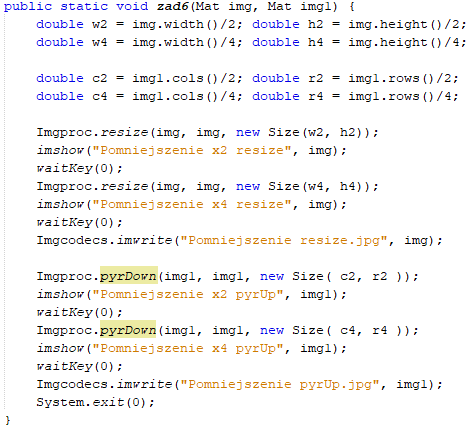 public static void zad6(Mat img, Mat img1) {
double w2 = img.width()/2; double h2 = img.height()/2;
double w4 = img.width()/4; double h4 = img.height()/4;
double c2 = img1.cols()/2; double r2 = img1.rows()/2;
double c4 = img1.cols()/4; double r4 = img1.rows()/4;
Imgproc.resize(img, img, new Size(w2, h2));
imshow("Pomniejszenie x2 resize", img);
waitKey(0);
Imgproc.resize(img, img, new Size(w4, h4));
imshow("Pomniejszenie x4 resize", img);
waitKey(0);
Imgcodecs.imwrite("Pomniejszenie resize.jpg", img);
Imgproc.pyrDown(img1, img1, new Size( c2, r2 ));
imshow("Pomniejszenie x2 pyrUp", img1);
waitKey(0);
Imgproc.pyrDown(img1, img1, new Size( c4, r4 ));
imshow("Pomniejszenie x4 pyrUp", img1);
waitKey(0);
Imgcodecs.imwrite("Pomniejszenie pyrUp.jpg", img1);
System.exit(0);
}